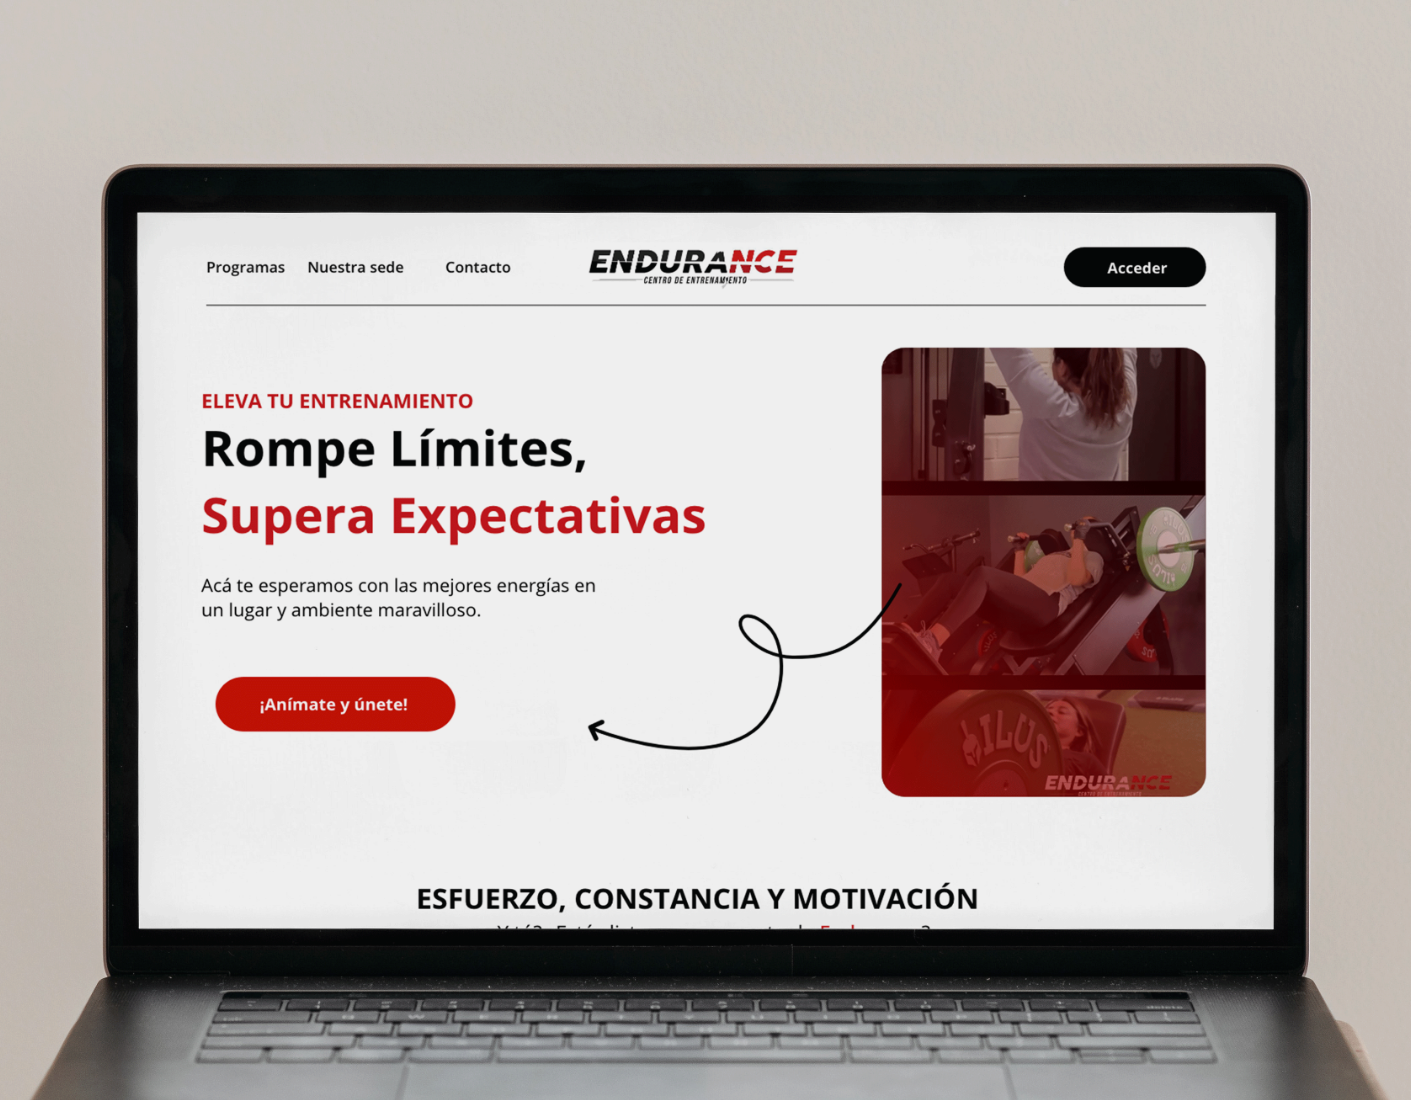 Programas Nuestra sede Contacto
ENDURANCE
CENTRO DE ENTRENAMIENTO
Acceder
ELEVA TU ENTRENAMIENTO
Rompe Límites,
Supera Expectativas
Acá te esperamos con las mejores energías en
un lugar y ambiente maravilloso.
¡Anímate y únete!
ILUS
ENDURANCE
CENTRO DE ENTRENAMIENTO
ESFUERZO, CONSTANCIA Y MOTIVACIÓN